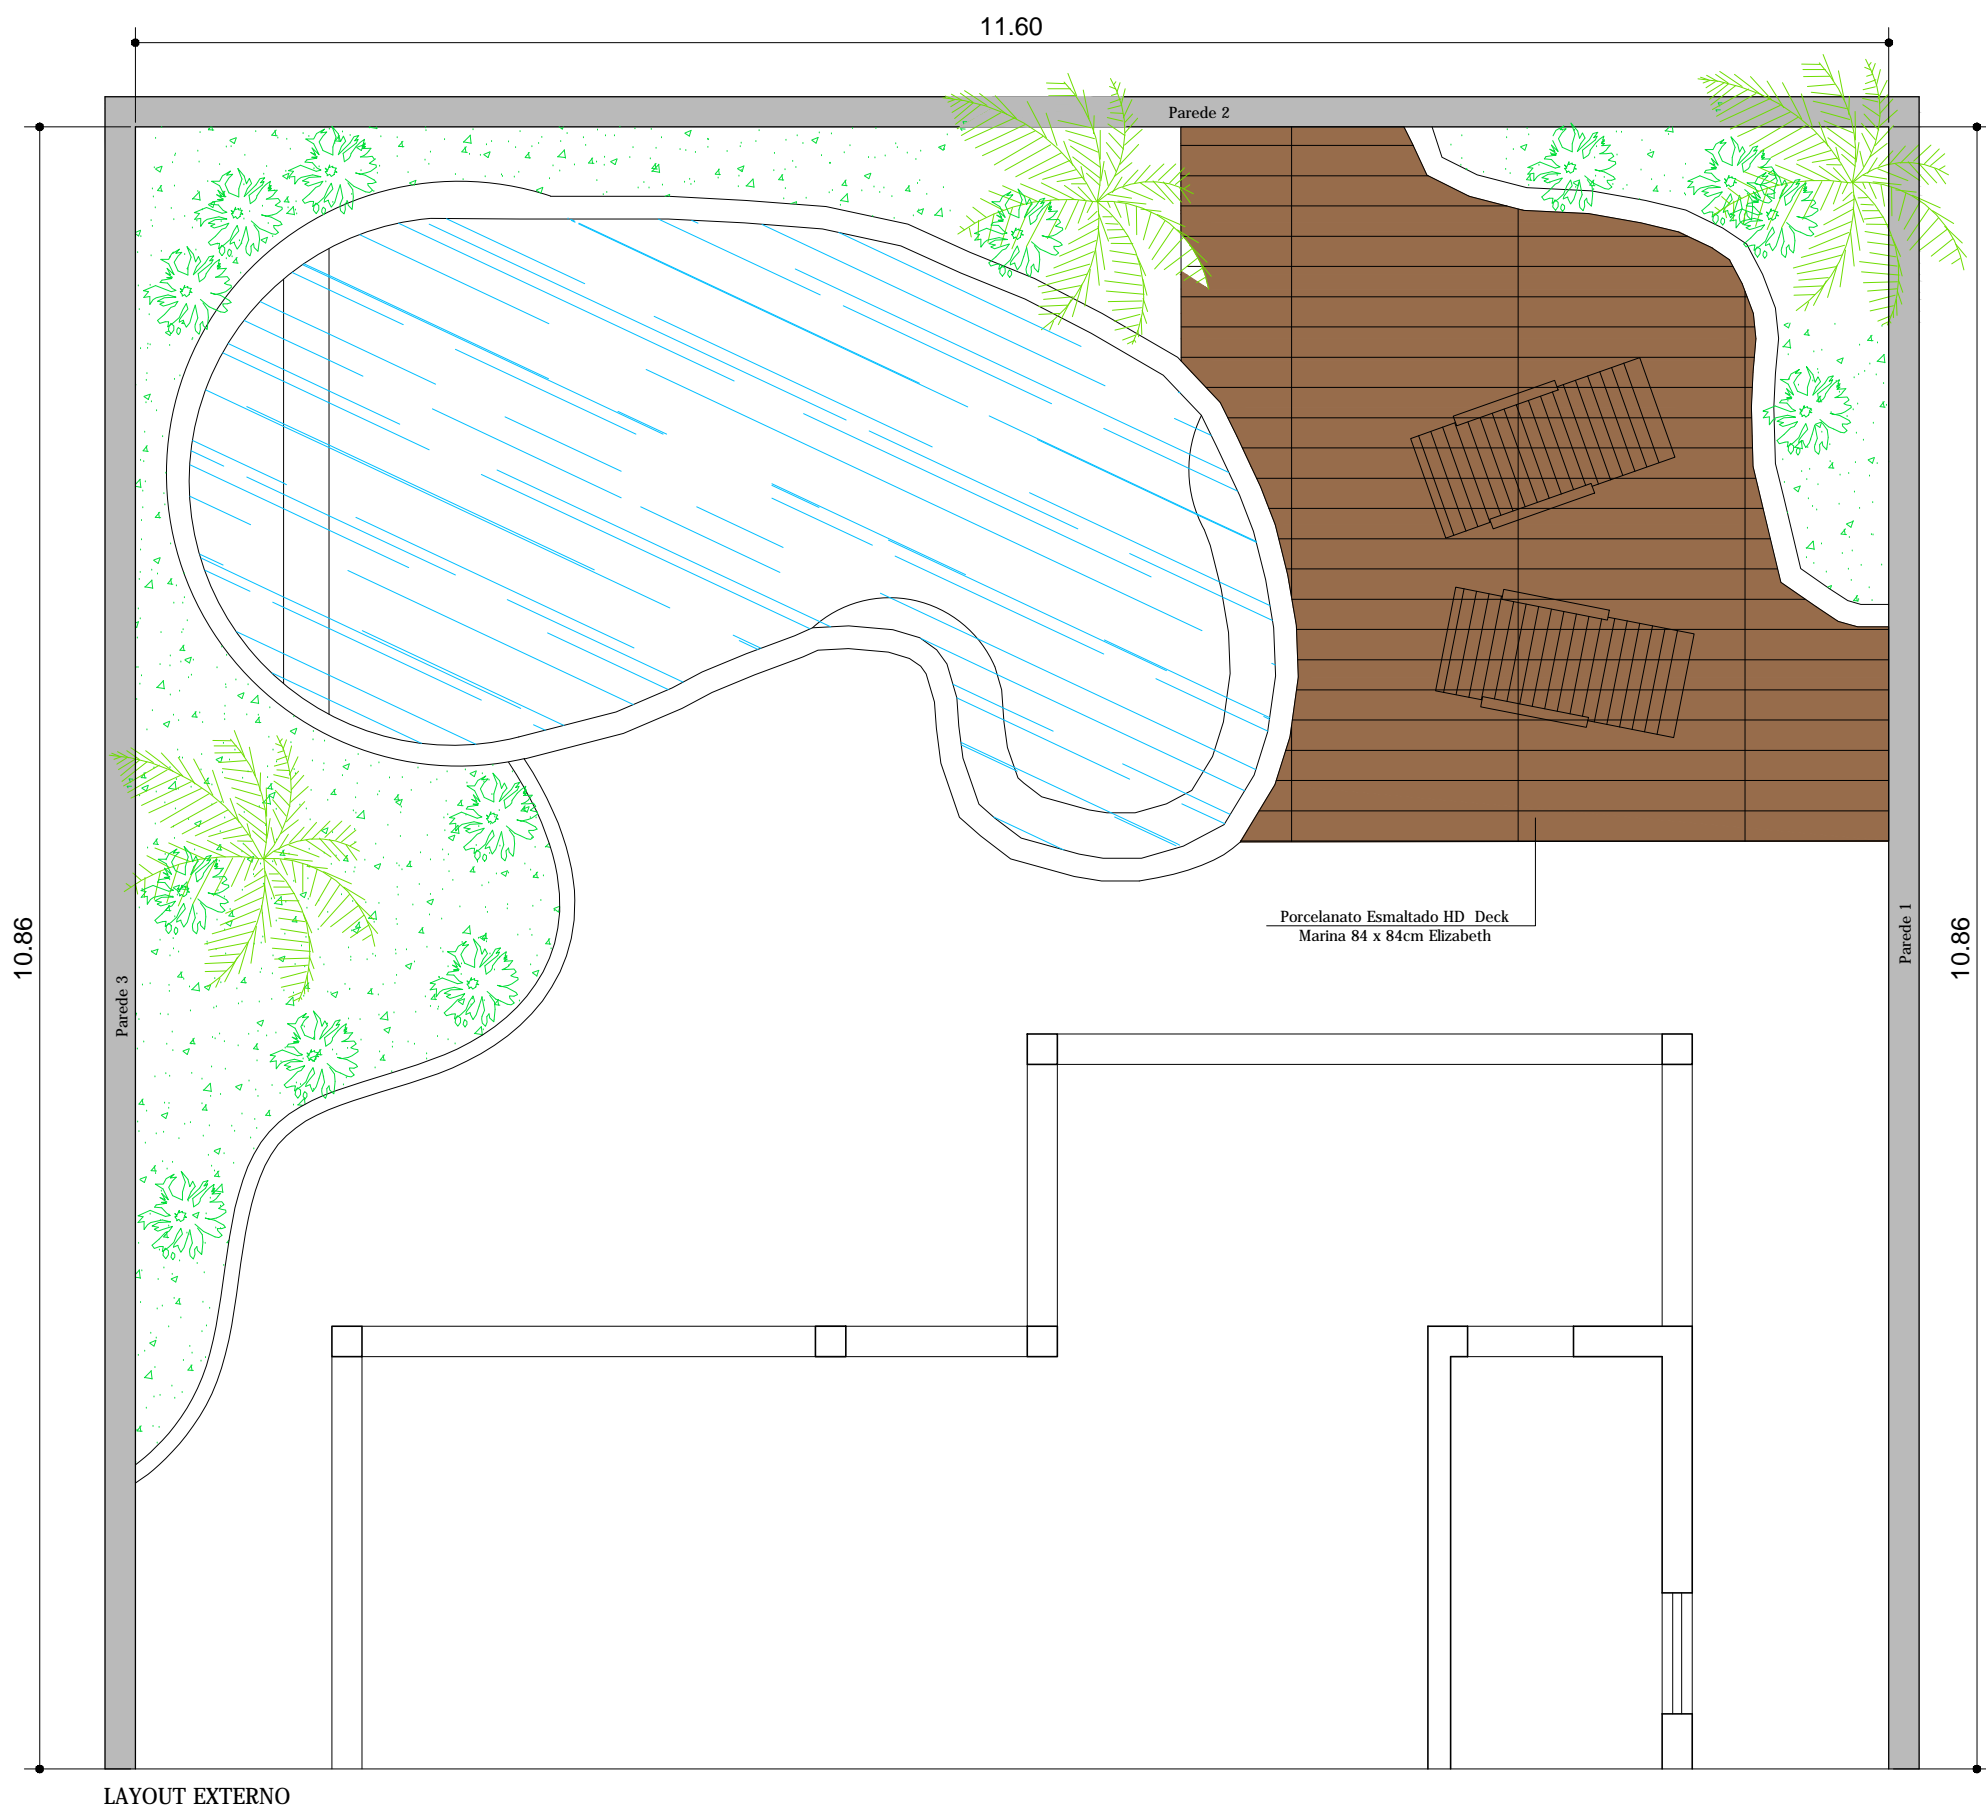 11.60
Parede 2
10.86
Parede 3
Parede 1
10.86
Porcelanato Esmaltado HD Deck
Marina 84 x 84cm Elizabeth
LAYOUT EXTERNO